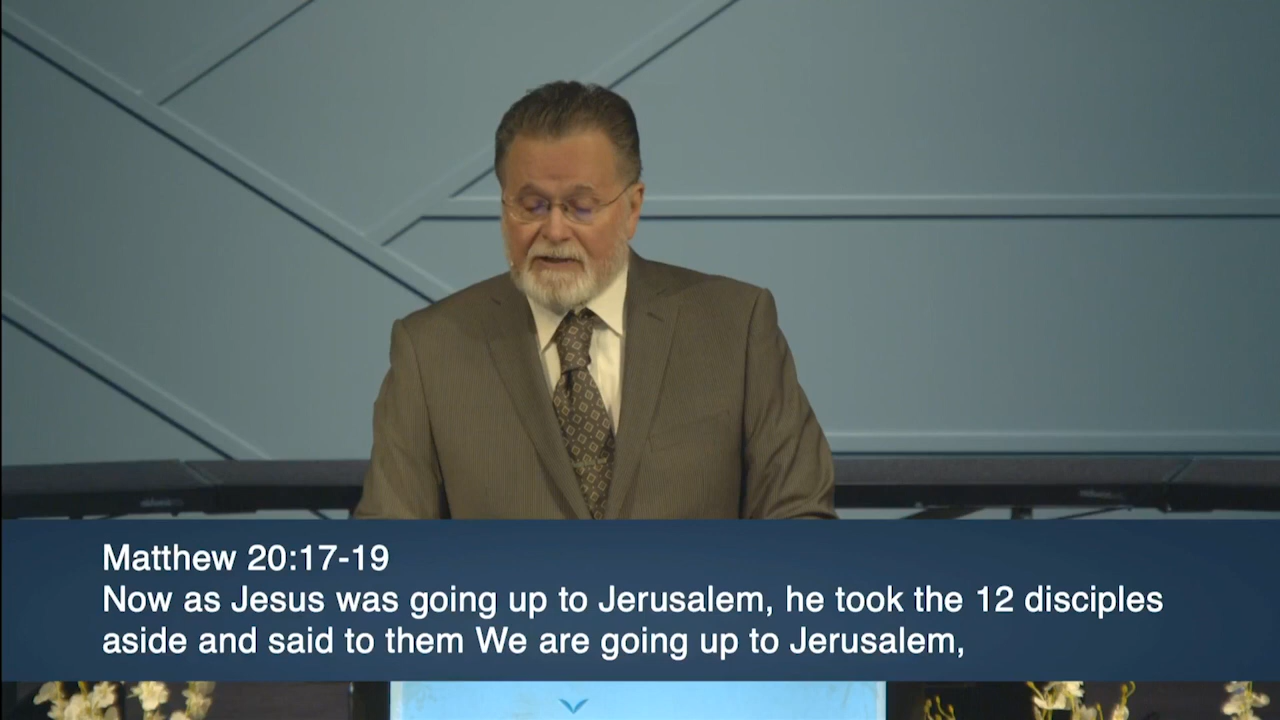 Matthew 20:17-19
Now as Jesus was going up to Jerusalem, he took the 12 disciples
aside and said to them We are going up to Jerusalem,